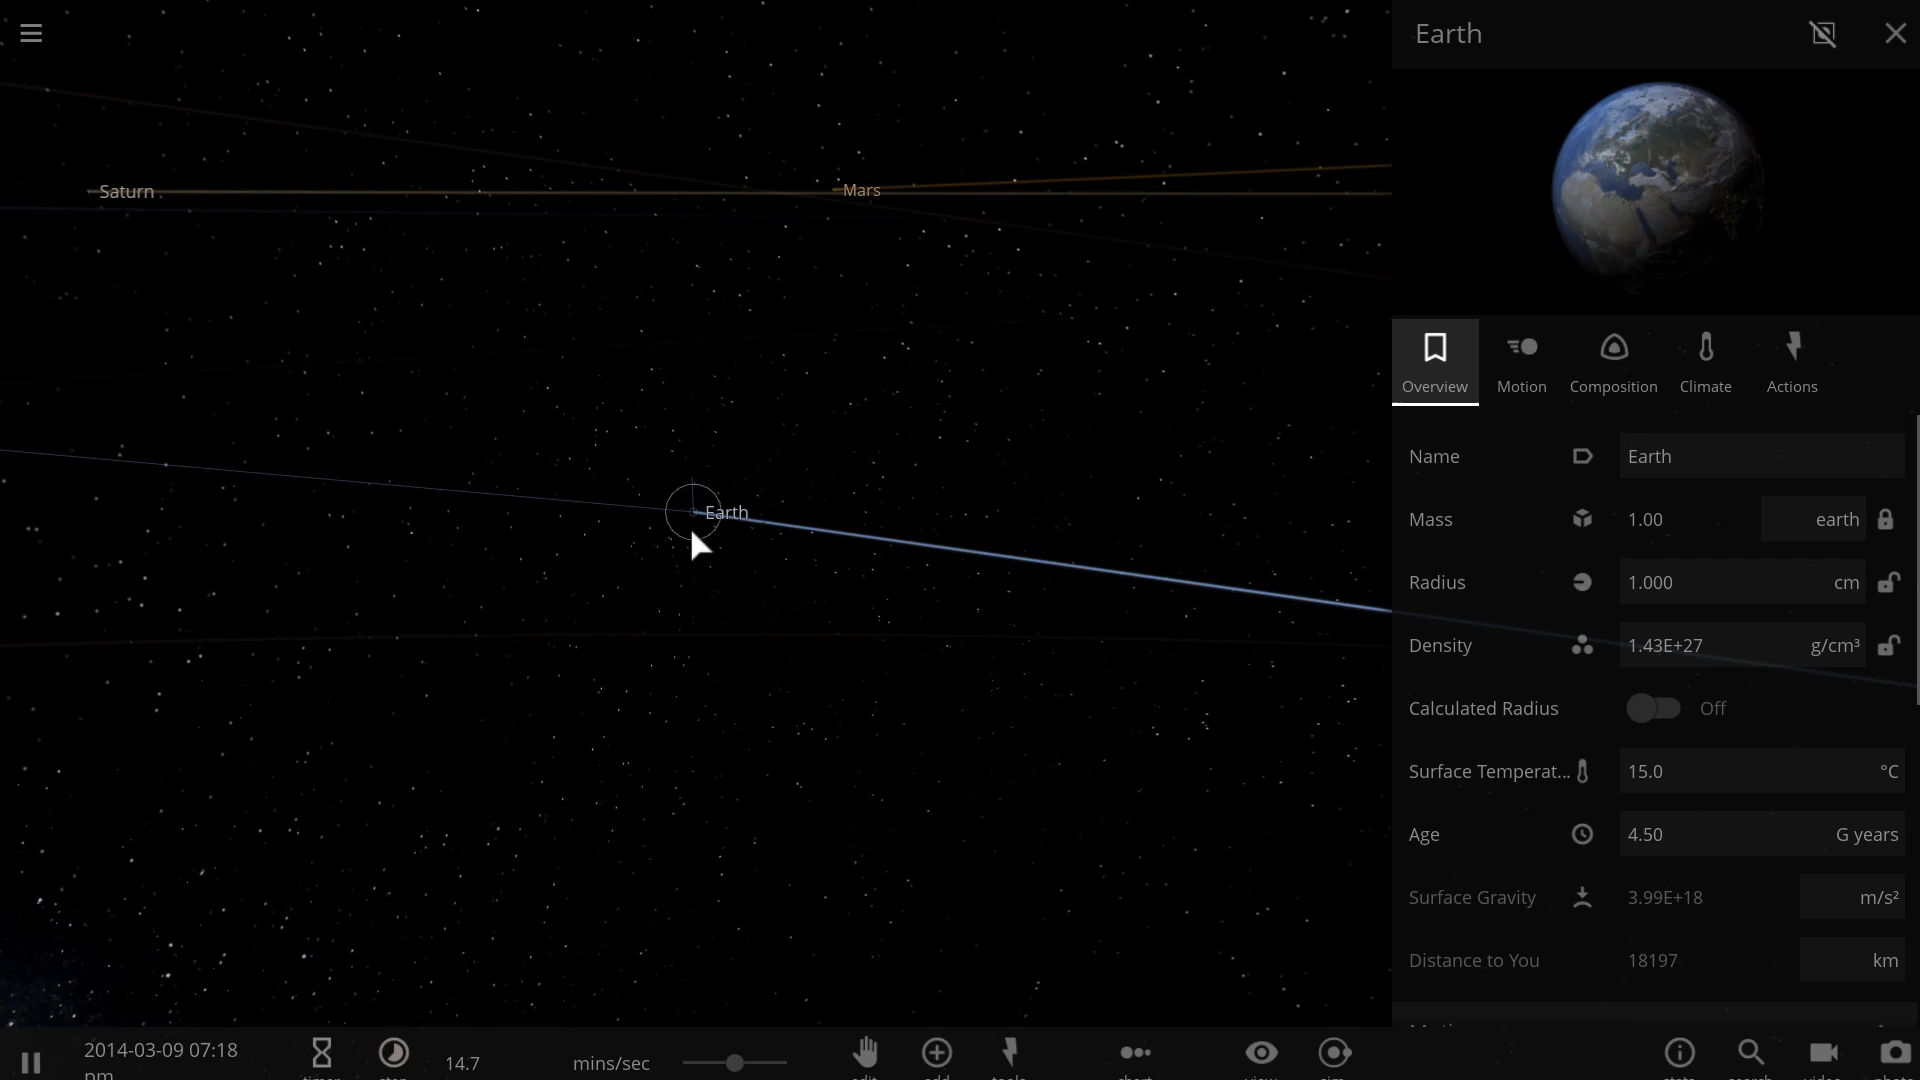 Earth
Saturn
Mars
Earth
Overview
Motion
Composition
Climate
Actions
Name Earth
Mass 1.00 earth
Radius 1.000 cm
Density 1.43E+27 g/cm³
Calculated Radius Off
Surface Temperat... 15.0 °C
Age 4.50 G years
Surface Gravity 3.99E+18 m/s²
Distance to You 18197 km
2014-03-09 07:18
pm
14.7 mins/sec